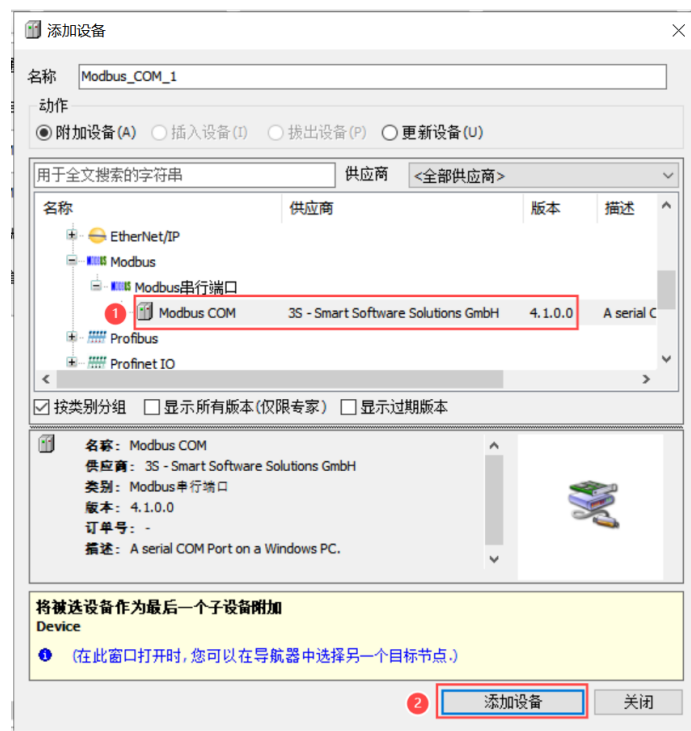 添加设备
名称 Modbus_COM_1
动作
附加设备(A) 插入设备(I) 拔出设备(P) 更新设备(U)
用于全文搜索的字符串 供应商 <全部供应商>
名称 供应商 版本 描述
EtherNet/IP
Modbus
Modbus串行端口
1 Modbus COM 3S - Smart Software Solutions GmbH 4.1.0.0 A serial C
Profibus
Profinet IO
按类别分组 显示所有版本(仅限专家) 显示过期版本
名称: Modbus COM
供应商: 3S - Smart Software Solutions GmbH
类别: Modbus串行端口
版本: 4.1.0.0
订单号: -
描述: A serial COM Port on a Windows PC.
将被选设备作为最后一个子设备附加
Device
(在此窗口打开时,您可以在导航器中选择另一个目标节点.)
2 添加设备 关闭